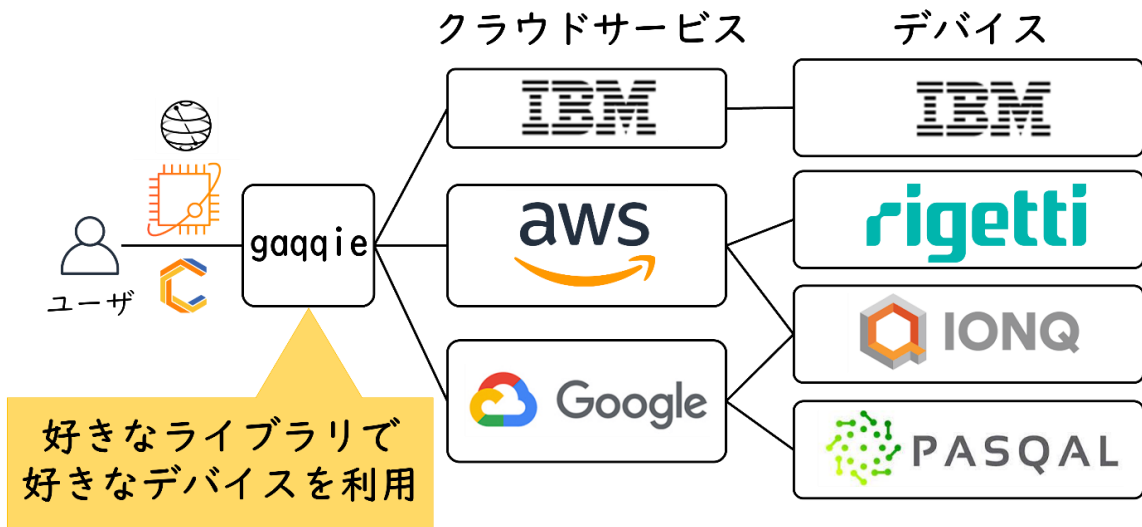 クラウドサービス
デバイス
IBM
IBM
aws
rigetti
gaqqie
ユーザ
IONQ
Google
PASQAL
好きなライブラリで
好きなデバイスを利用